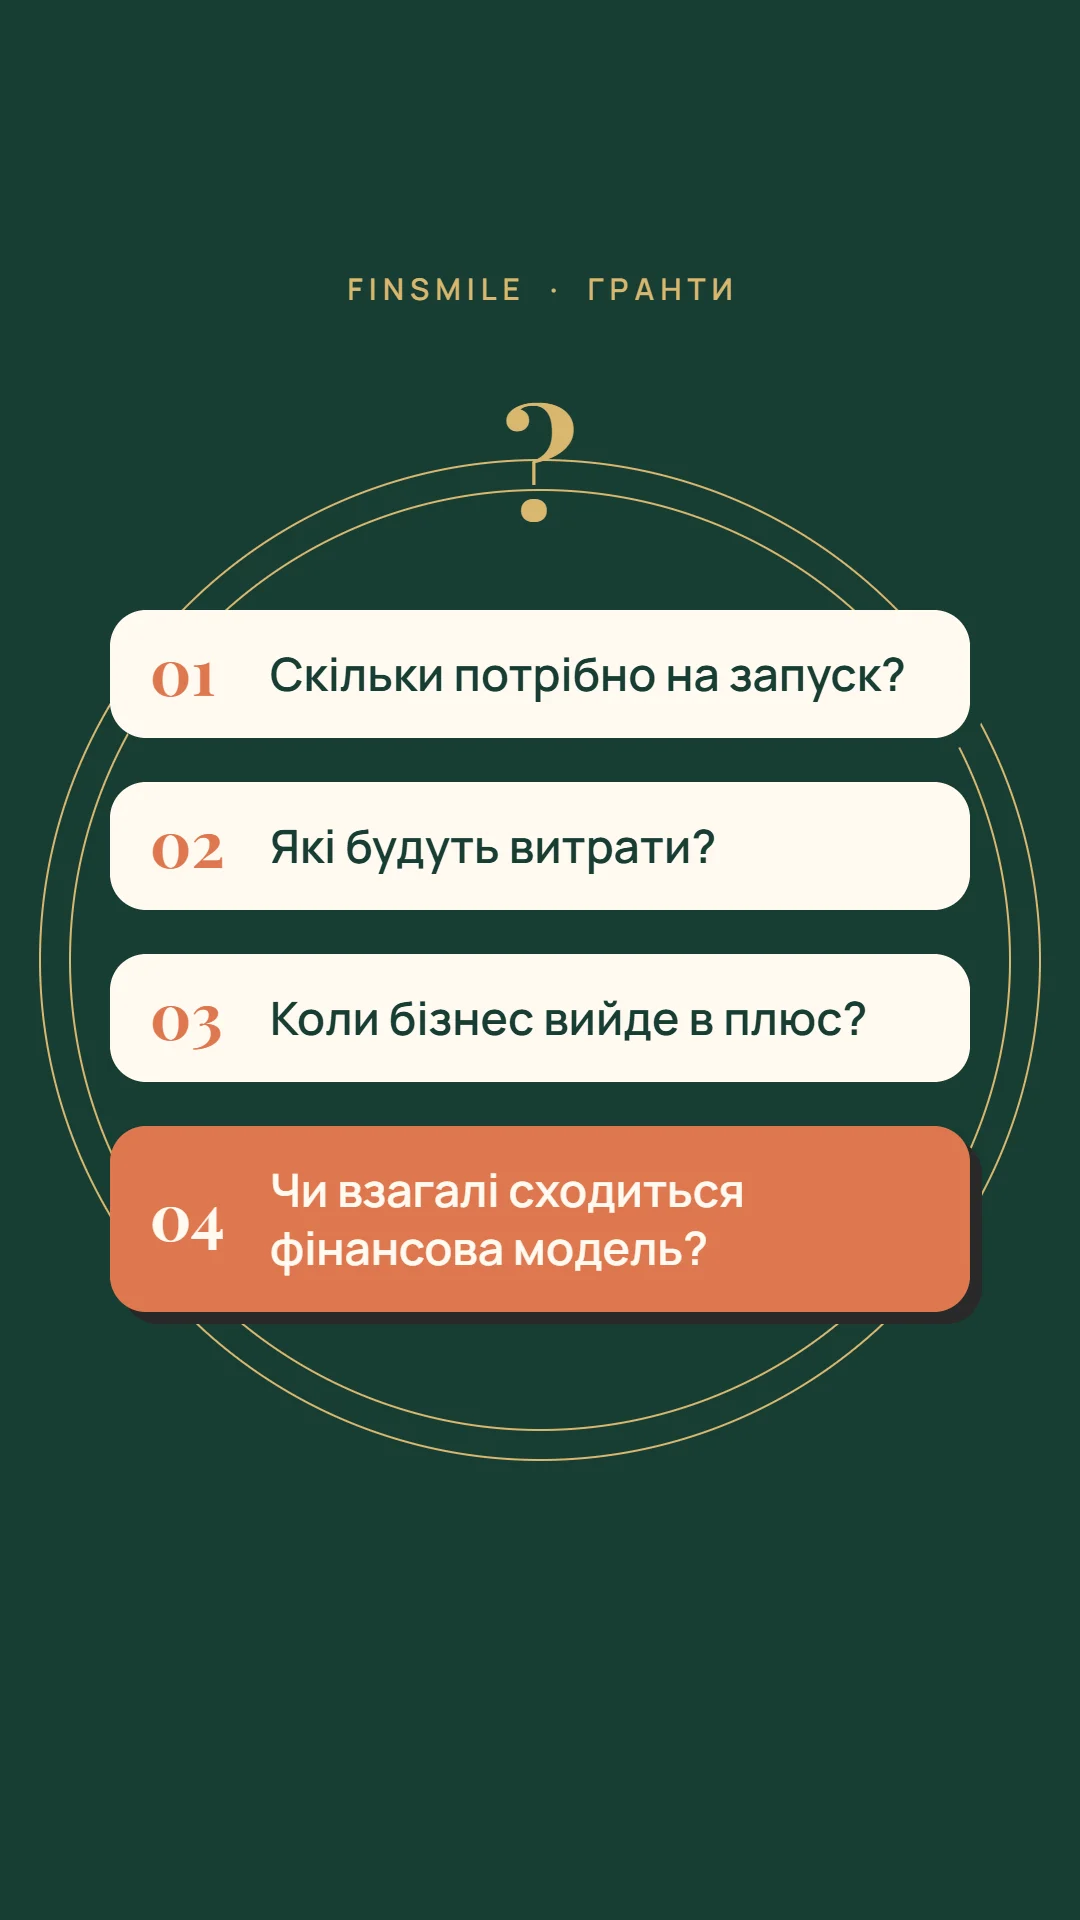 FINSMILE · ГРАНТИ
?
01 Скільки потрібно на запуск?
02 Які будуть витрати?
03 Коли бізнес вийде в плюс?
04 Чи взагалі сходиться
фінансова модель?